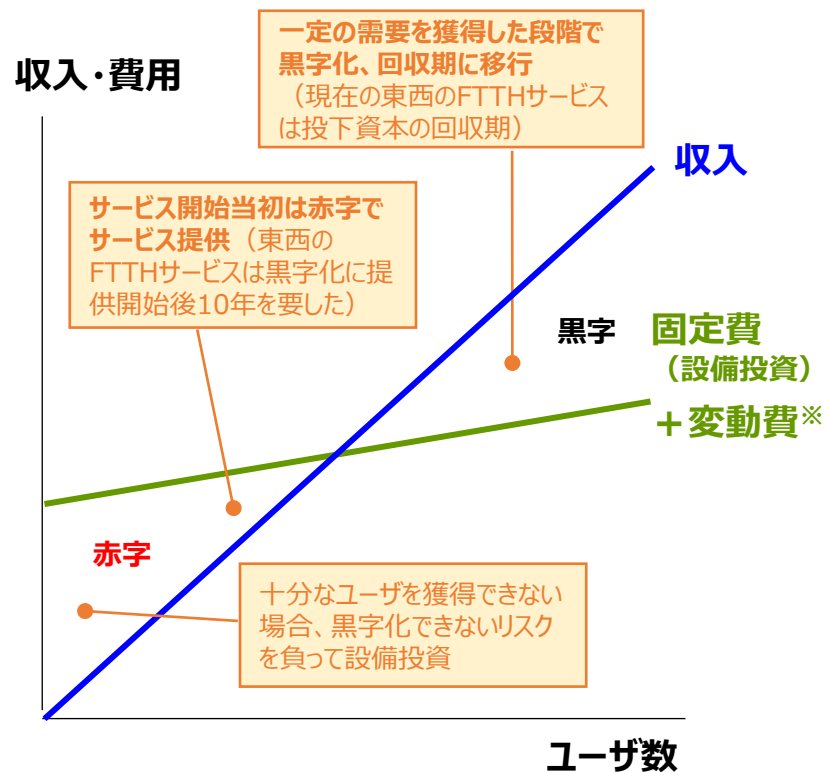 一定の需要を獲得した段階で
黒字化、回収期に移行
（現在の東西のFTTHサービス
は投下資本の回収期）
収入・費用
収入
サービス開始当初は赤字で
サービス提供（東西の
FTTHサービスは黒字化に提
供開始後10年を要した）
黒字
固定費
（設備投資）
＋変動費※
赤字
十分なユーザを獲得できない
場合、黒字化できないリスク
を負って設備投資
ユーザ数